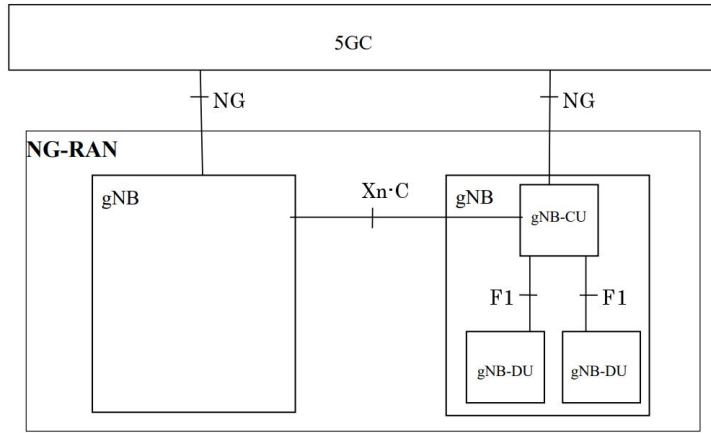 5GC
NG
NG
NG-RAN
gNB
Xn·C
gNB
gNB-CU
F1
F1
gNB-DU
gNB-DU